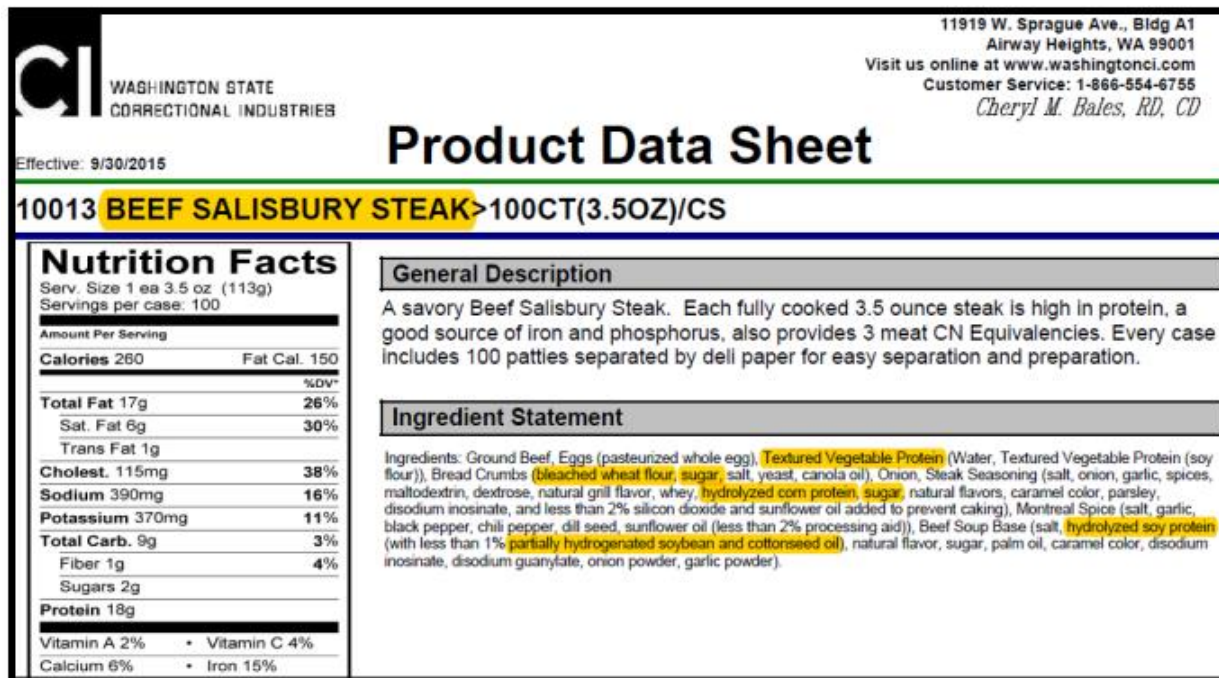 CI
WASHINGTON STATE
CORRECTIONAL INDUSTRIES
11919 W. Sprague Ave., Bldg A1
Airway Heights, WA 99001
Visit us online at www.washingtonci.com
Customer Service: 1-866-554-6755
Cheryl M. Bales, RD, CD
Effective: 9/30/2015
Product Data Sheet
10013 BEEF SALISBURY STEAK>100CT(3.5OZ)/CS
Nutrition Facts
Serv. Size 1 ea 3.5 oz (113g)
Servings per case: 100
Amount Per Serving
Calories 260 Fat Cal. 150
%DV*
Total Fat 17g 26%
Sat. Fat 6g 30%
Trans Fat 1g
Cholest. 115mg 38%
Sodium 390mg 16%
Potassium 370mg 11%
Total Carb. 9g 3%
Fiber 1g 4%
Sugars 2g
Protein 18g
Vitamin A 2% • Vitamin C 4%
Calcium 6% • Iron 15%
General Description
A savory Beef Salisbury Steak. Each fully cooked 3.5 ounce steak is high in protein, a
good source of iron and phosphorus, also provides 3 meat CN Equivalencies. Every case
includes 100 patties separated by deli paper for easy separation and preparation.
Ingredient Statement
Ingredients: Ground Beef, Eggs (pasteurized whole egg), Textured Vegetable Protein (Water, Textured Vegetable Protein (soy
flour)), Bread Crumbs (bleached wheat flour, sugar, salt, yeast, canola oil), Onion, Steak Seasoning (salt, onion, garlic, spices,
maltodextrin, dextrose, natural grill flavor, whey, hydrolyzed corn protein, sugar, natural flavors, caramel color, parsley,
disodium inosinate, and less than 2% silicon dioxide and sunflower oil added to prevent caking), Montreal Spice (salt, garlic,
black pepper, chili pepper, dill seed, sunflower oil (less than 2% processing aid)), Beef Soup Base (salt, hydrolyzed soy protein
(with less than 1% partially hydrogenated soybean and cottonseed oil), natural flavor, sugar, palm oil, caramel color, disodium
inosinate, disodium guanylate, onion powder, garlic powder).